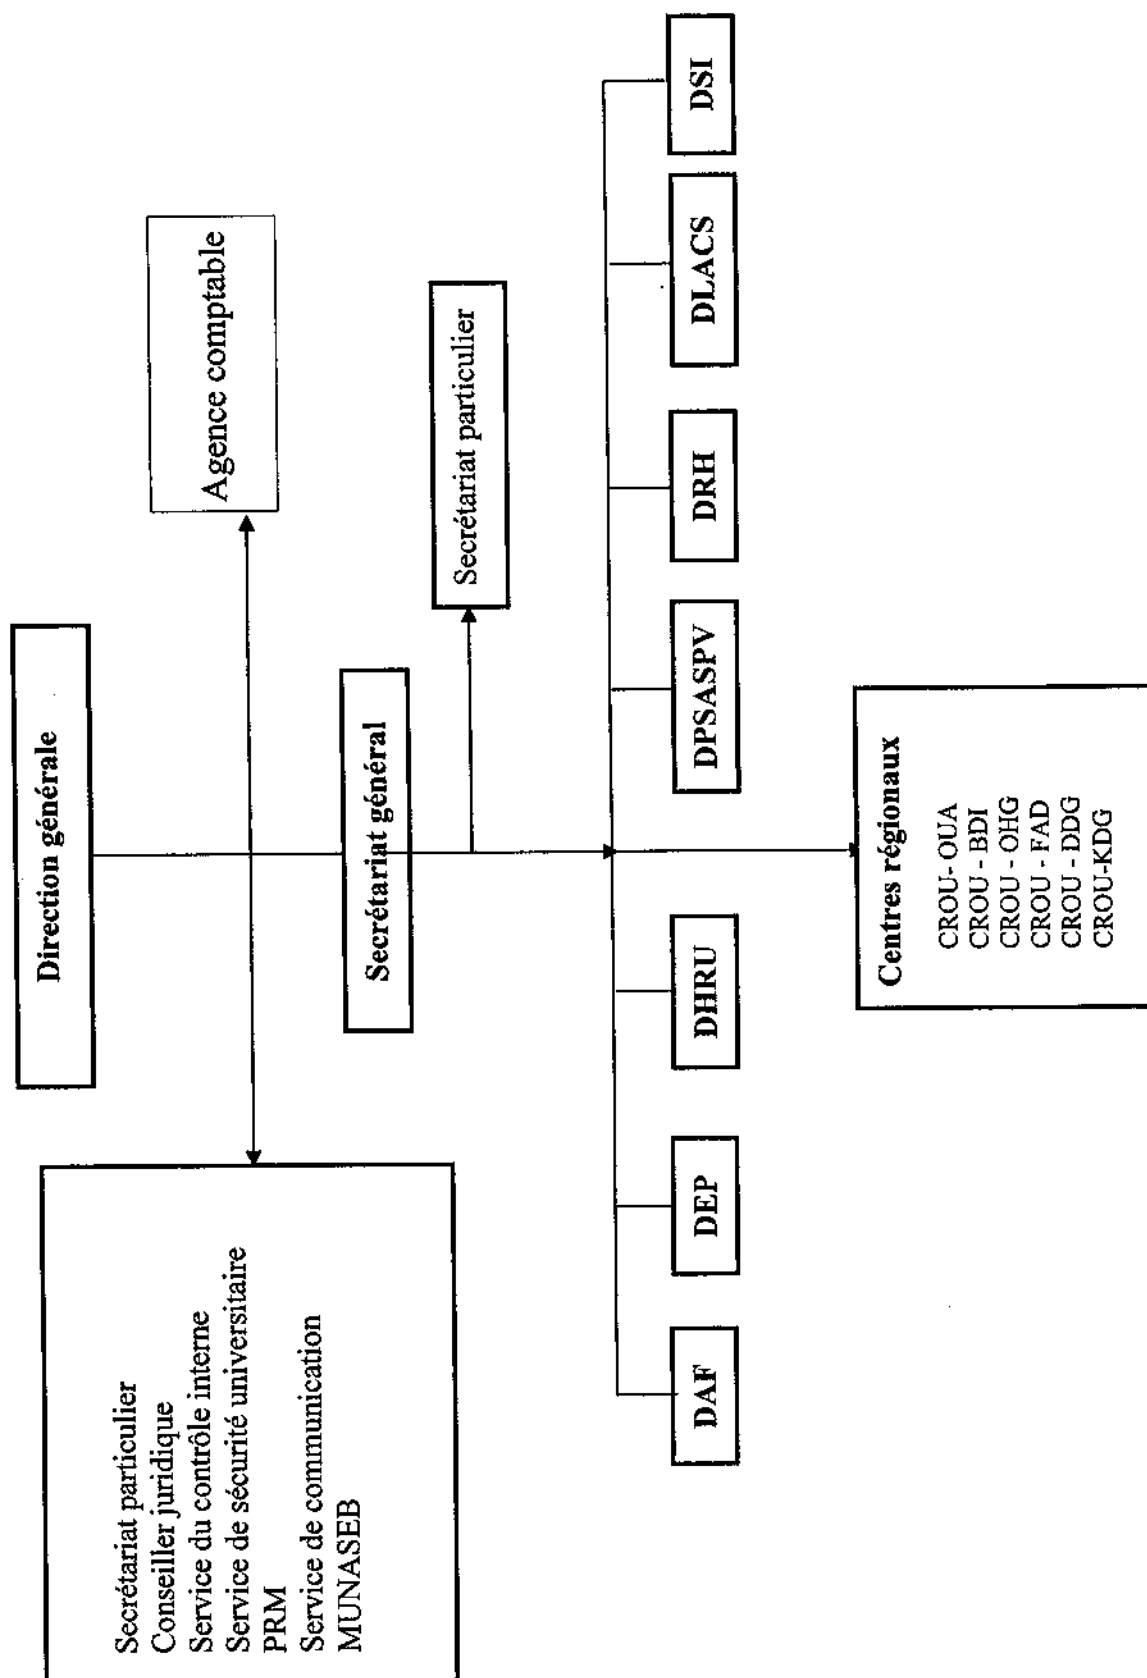 Direction générale
Secrétariat particulier
Conseiller juridique
Service du contrôle interne
Service de sécurité universitaire
PRM
Service de communication
MUNASEB
Agence comptable
Secrétariat général
Secrétariat particulier
DAF
DEP
DHRU
DPSASPV
DRH
DLACS
DSI
Centres régionaux
CROU- OUA
CROU - BDI
CROU - OHG
CROU - FAD
CROU - DDG
CROU-KDG